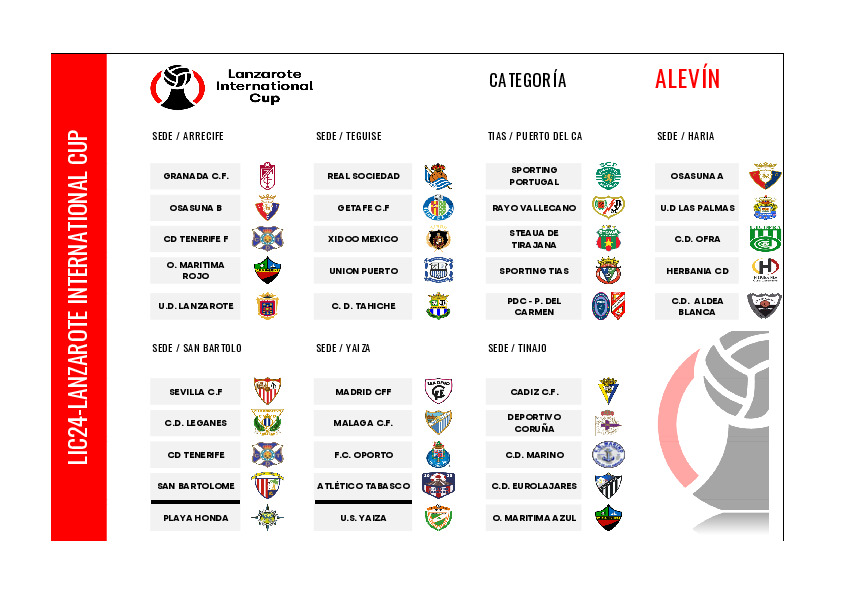 LIC24-LANZAROTE INTERNATIONAL CUP
Lanzarote
International
Cup
CATEGORÍA
ALEVÍN
SEDE / ARRECIFE
GRANADA C.F.
OSASUNA B
CD TENERIFE F
O. MARITIMA
ROJO
U.D. LANZAROTE
SEDE / TEGUISE
REAL SOCIEDAD
GETAFE C.F
XIDOO MEXICO
UNION PUERTO
C. D. TAHICHE
TIAS / PUERTO DEL CA
SPORTING
PORTUGAL
RAYO VALLECANO
STEAUA DE
TIRAJANA
SPORTING TIAS
PDC - P. DEL
CARMEN
SEDE / HARIA
OSASUNA A
U.D LAS PALMAS
C.D. OFRA
HERBANIA CD
C.D. ALDEA
BLANCA
SEDE / SAN BARTOLO
SEVILLA C.F
C.D. LEGANES
CD TENERIFE
SAN BARTOLOME
PLAYA HONDA
SEDE / YAIZA
MADRID CFF
MALAGA C.F.
F.C. OPORTO
ATLÉTICO TABASCO
U.S. YAIZA
SEDE / TINAJO
CADIZ C.F.
DEPORTIVO
CORUÑA
C.D. MARINO
C.D. EUROLAJARES
O. MARITIMA AZUL